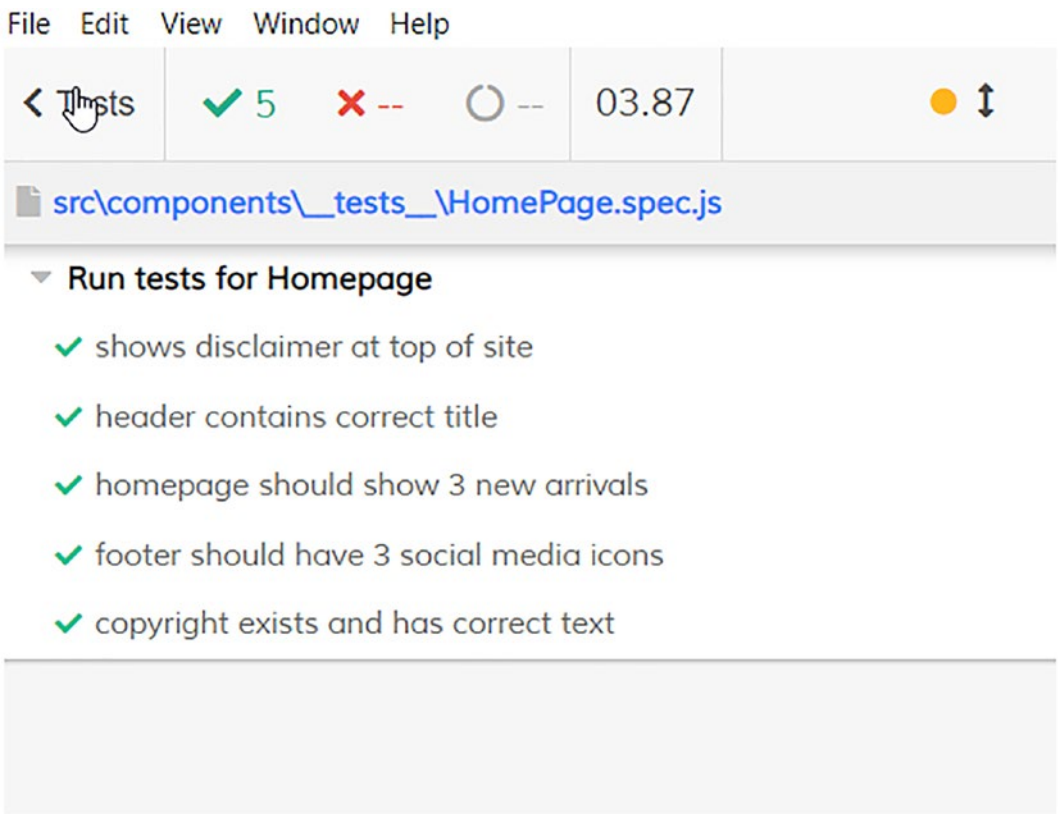 File Edit View Window Help
< Tests 5 -- -- 03.87
src\components\__tests__\HomePage.spec.js
Run tests for Homepage
shows disclaimer at top of site
header contains correct title
homepage should show 3 new arrivals
footer should have 3 social media icons
copyright exists and has correct text